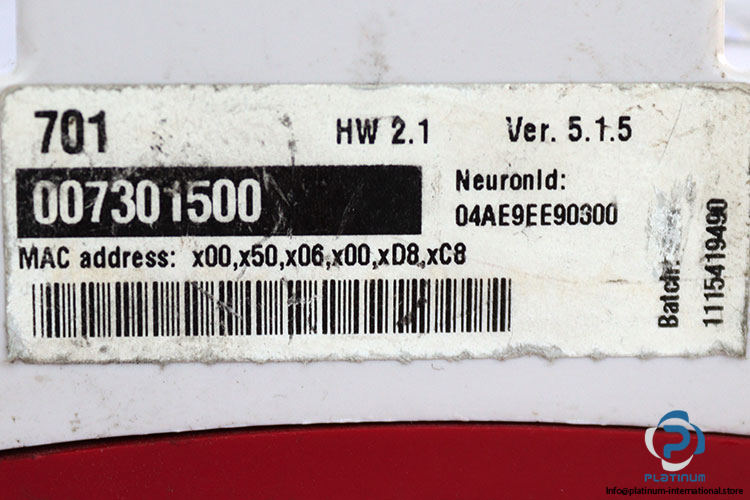 701 HW 2.1 Ver. 5.1.5
007301500
NeuronId:
04AE9EE90300
MAC address: x00,x50,x06,x00,xD8,xC8
Batch:
1115419490
PLATINUM
Info@platinum-international.store